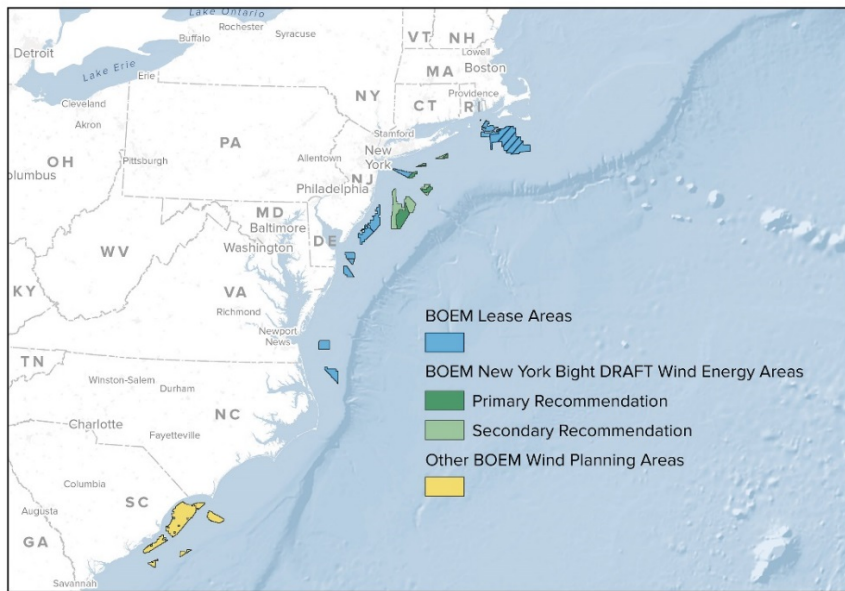 Lake Ontario
Rochester
Buffalo
Syracuse
VT
NH
Lowell
Detroit
Lake Erie
Erie
MA
Boston
Cleveland
NY
CT
Providence
RI
Akron
Stamford
PA
New
York
OH
Pittsburgh
Allentown
NJ
olumbus
Philadelphia
MD
Baltimore
DE
WV
Washington
KY
VA
Richmond
Newport
News
TN
Winston-Salem
Durham
NC
Charlotte
Fayetteville
Columbia
SC
Augusta
GA
Savannah
BOEM Lease Areas
BOEM New York Bight DRAFT Wind Energy Areas
Primary Recommendation
Secondary Recommendation
Other BOEM Wind Planning Areas